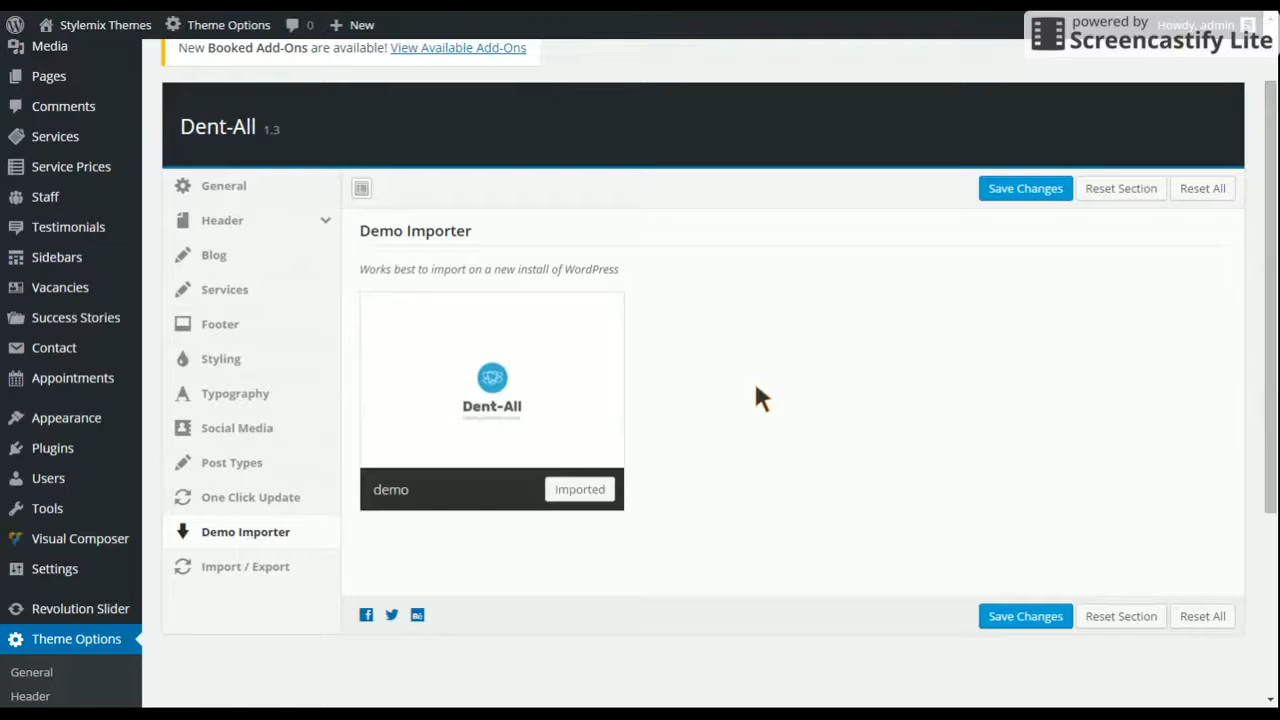 Stylemix Themes
Theme Options
0
New
Howdy, admin
powered by
Screencastify Lite
Media
Pages
Comments
Services
Service Prices
Staff
Testimonials
Sidebars
Vacancies
Success Stories
Contact
Appointments
Appearance
Plugins
Users
Tools
Visual Composer
Settings
Revolution Slider
Theme Options
General
Header
New Booked Add-Ons are available! View Available Add-Ons
Dent-All 1.3
General
Header
Blog
Services
Footer
Styling
Typography
Social Media
Post Types
One Click Update
Demo Importer
Import / Export
Save Changes
Reset Section
Reset All
Demo Importer
Works best to import on a new install of WordPress
Dent-All
demo
Imported
Save Changes
Reset Section
Reset All